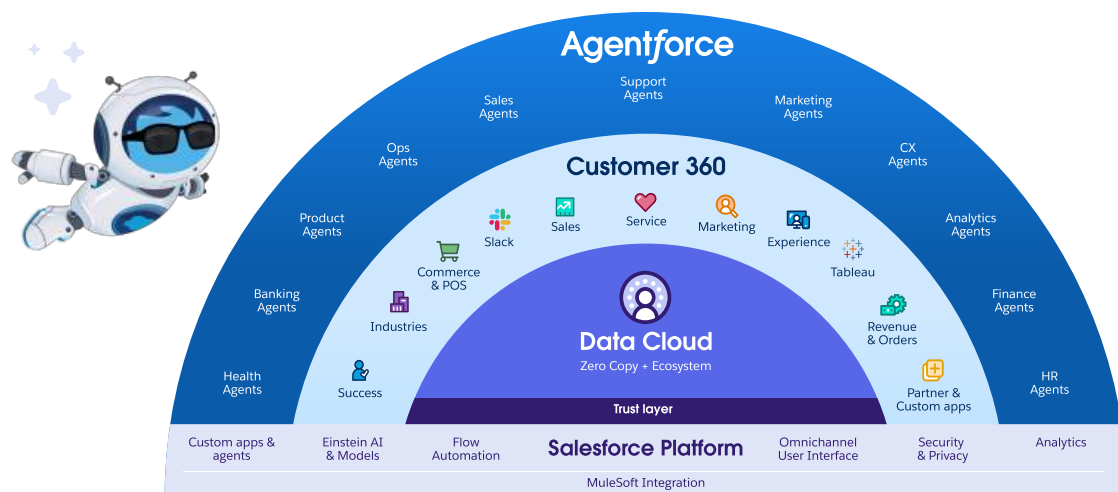 Agentforce
Support
Agents
Sales
Agents
Marketing
Agents
Ops
Agents
CX
Agents
Product
Agents
Analytics
Agents
Banking
Agents
Finance
Agents
Health
Agents
HR
Agents
Customer 360
Success
Industries
Commerce
& POS
Slack
Sales
Service
Marketing
Experience
Tableau
Revenue
& Orders
Partner &
Custom apps
Data Cloud
Zero Copy + Ecosystem
Trust layer
Custom apps &
agents
Einstein AI
& Models
Flow
Automation
Salesforce Platform
Omnichannel
User Interface
Security
& Privacy
Analytics
MuleSoft Integration